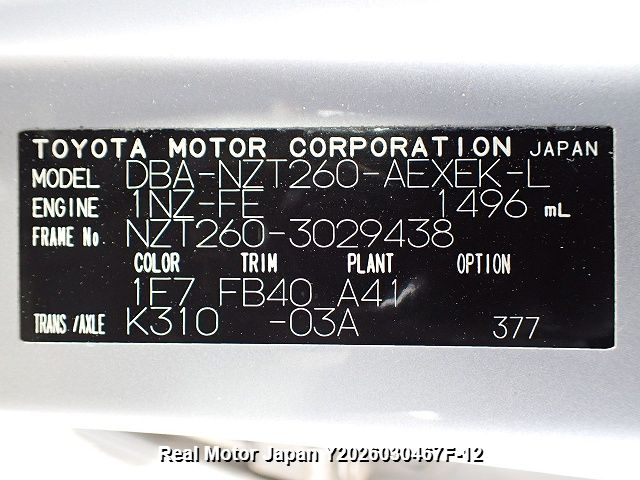 TOYOTA MOTOR CORPORATION JAPAN
MODEL DBA-NZT260-AEXEK-L
ENGINE 1NZ-FE 1496 mL
FRAME No NZT260-3029438
COLOR TRIM PLANT OPTION
1F7 FB40 A41
TRANS/AXLE K310 -03A 377
Real Motor Japan Y2026030467F-12